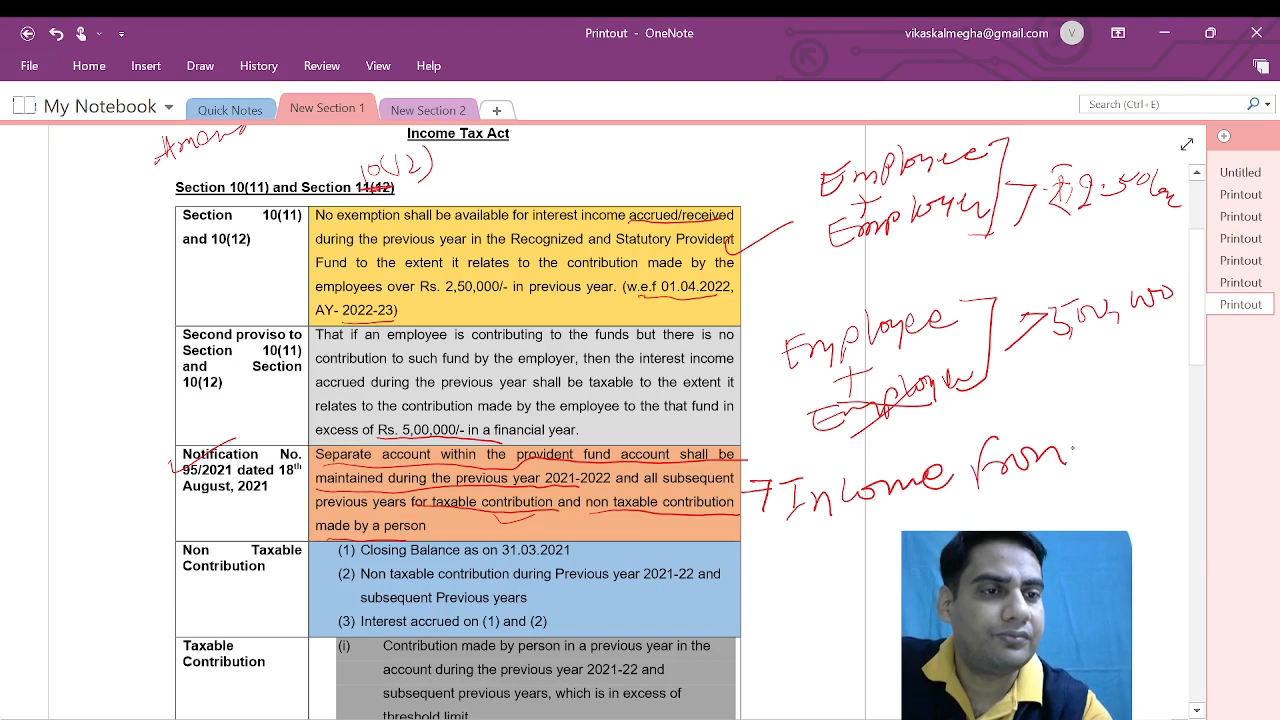 Printout - OneNote
vikaskalmegha@gmail.com
V
File Home Insert Draw History Review View Help
My Notebook
Quick Notes
New Section 1
New Section 2
Search (Ctrl+E)
Income Tax Act
10(12)
Section 10(11) and Section 11(12)
Section 10(11)
and 10(12)
No exemption shall be available for interest income accrued/received
during the previous year in the Recognized and Statutory Provident
Fund to the extent it relates to the contribution made by the
employees over Rs. 2,50,000/- in previous year. (w.e.f 01.04.2022,
AY- 2022-23)
Second proviso to
Section 10(11)
and Section
10(12)
That if an employee is contributing to the funds but there is no
contribution to such fund by the employer, then the interest income
accrued during the previous year shall be taxable to the extent it
relates to the contribution made by the employee to the that fund in
excess of Rs. 5,00,000/- in a financial year.
Notification No.
95/2021 dated 18th
August, 2021
Separate account within the provident fund account shall be
maintained during the previous year 2021-2022 and all subsequent
previous years for taxable contribution and non taxable contribution
made by a person
Non Taxable
Contribution
(1) Closing Balance as on 31.03.2021
(2) Non taxable contribution during Previous year 2021-22 and
subsequent Previous years
(3) Interest accrued on (1) and (2)
Taxable
Contribution
(i) Contribution made by person in a previous year in the
account during the previous year 2021-22 and
subsequent previous years, which is in excess of
threshold limit
Employee
+
Employer
Employee
+
Employer
Income from
Untitled
Printout
Printout
Printout
Printout
Printout
Printout